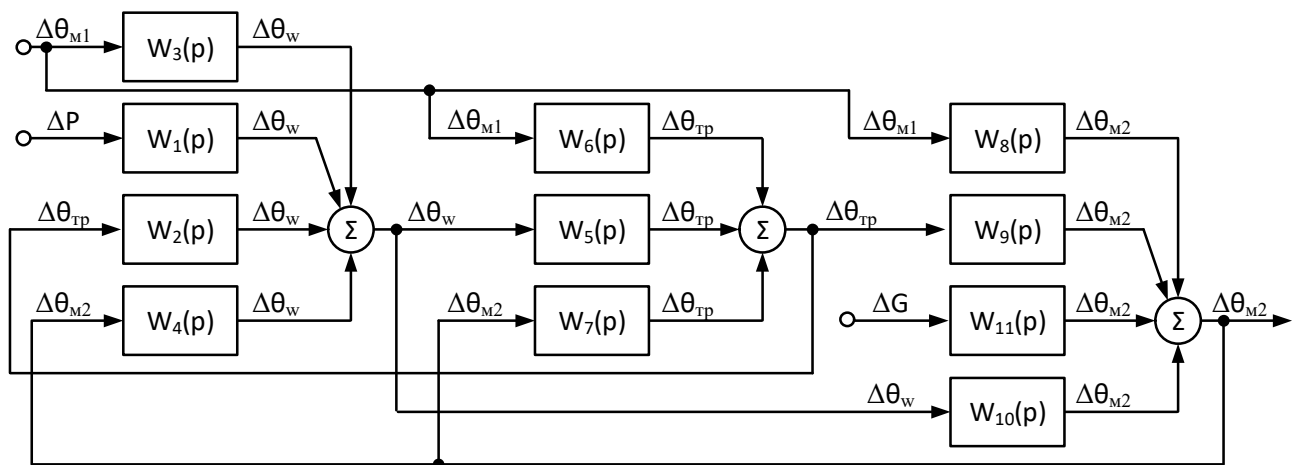 Δθм1 W3(p) Δθw
ΔP W1(p) Δθw Δθм1 W6(p) Δθтр Δθм1 W8(p) Δθм2
Δθтр W2(p) Δθw Σ Δθw W5(p) Δθтр Σ Δθтр W9(p) Δθм2
Δθм2 W4(p) Δθw Δθм2 W7(p) Δθтр ΔG W11(p) Δθм2 Σ Δθм2
Δθw W10(p) Δθм2